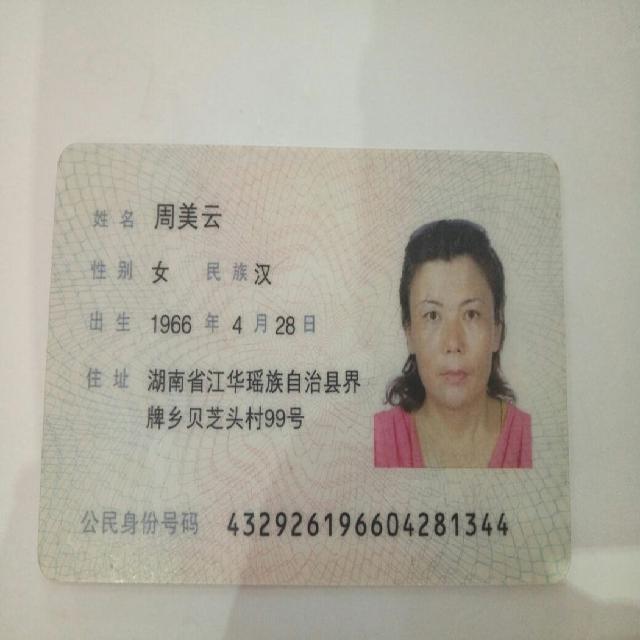 姓名 周美云
性别 女 民族 汉
出生 1966 年 4 月 28 日
住址 湖南省江华瑶族自治县界
牌乡贝芝头村99号
公民身份号码 432926196604281344